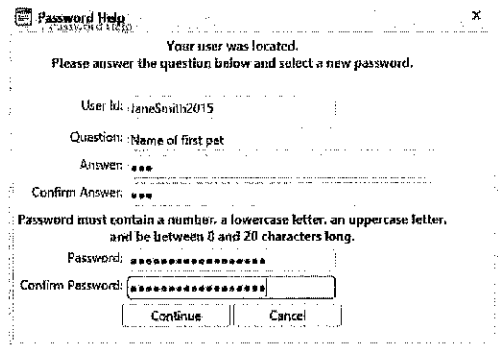 Password Help
Your user was located.
Please answer the question below and select a new password.
User Id: JaneSmith2015
Question: Name of first pet
Answer: •••
Confirm Answer: •••
Password must contain a number, a lowercase letter, an uppercase letter,
and be between 8 and 20 characters long.
Password: ••••••••••••••••••
Confirm Password: ••••••••••••••••••
Continue Cancel